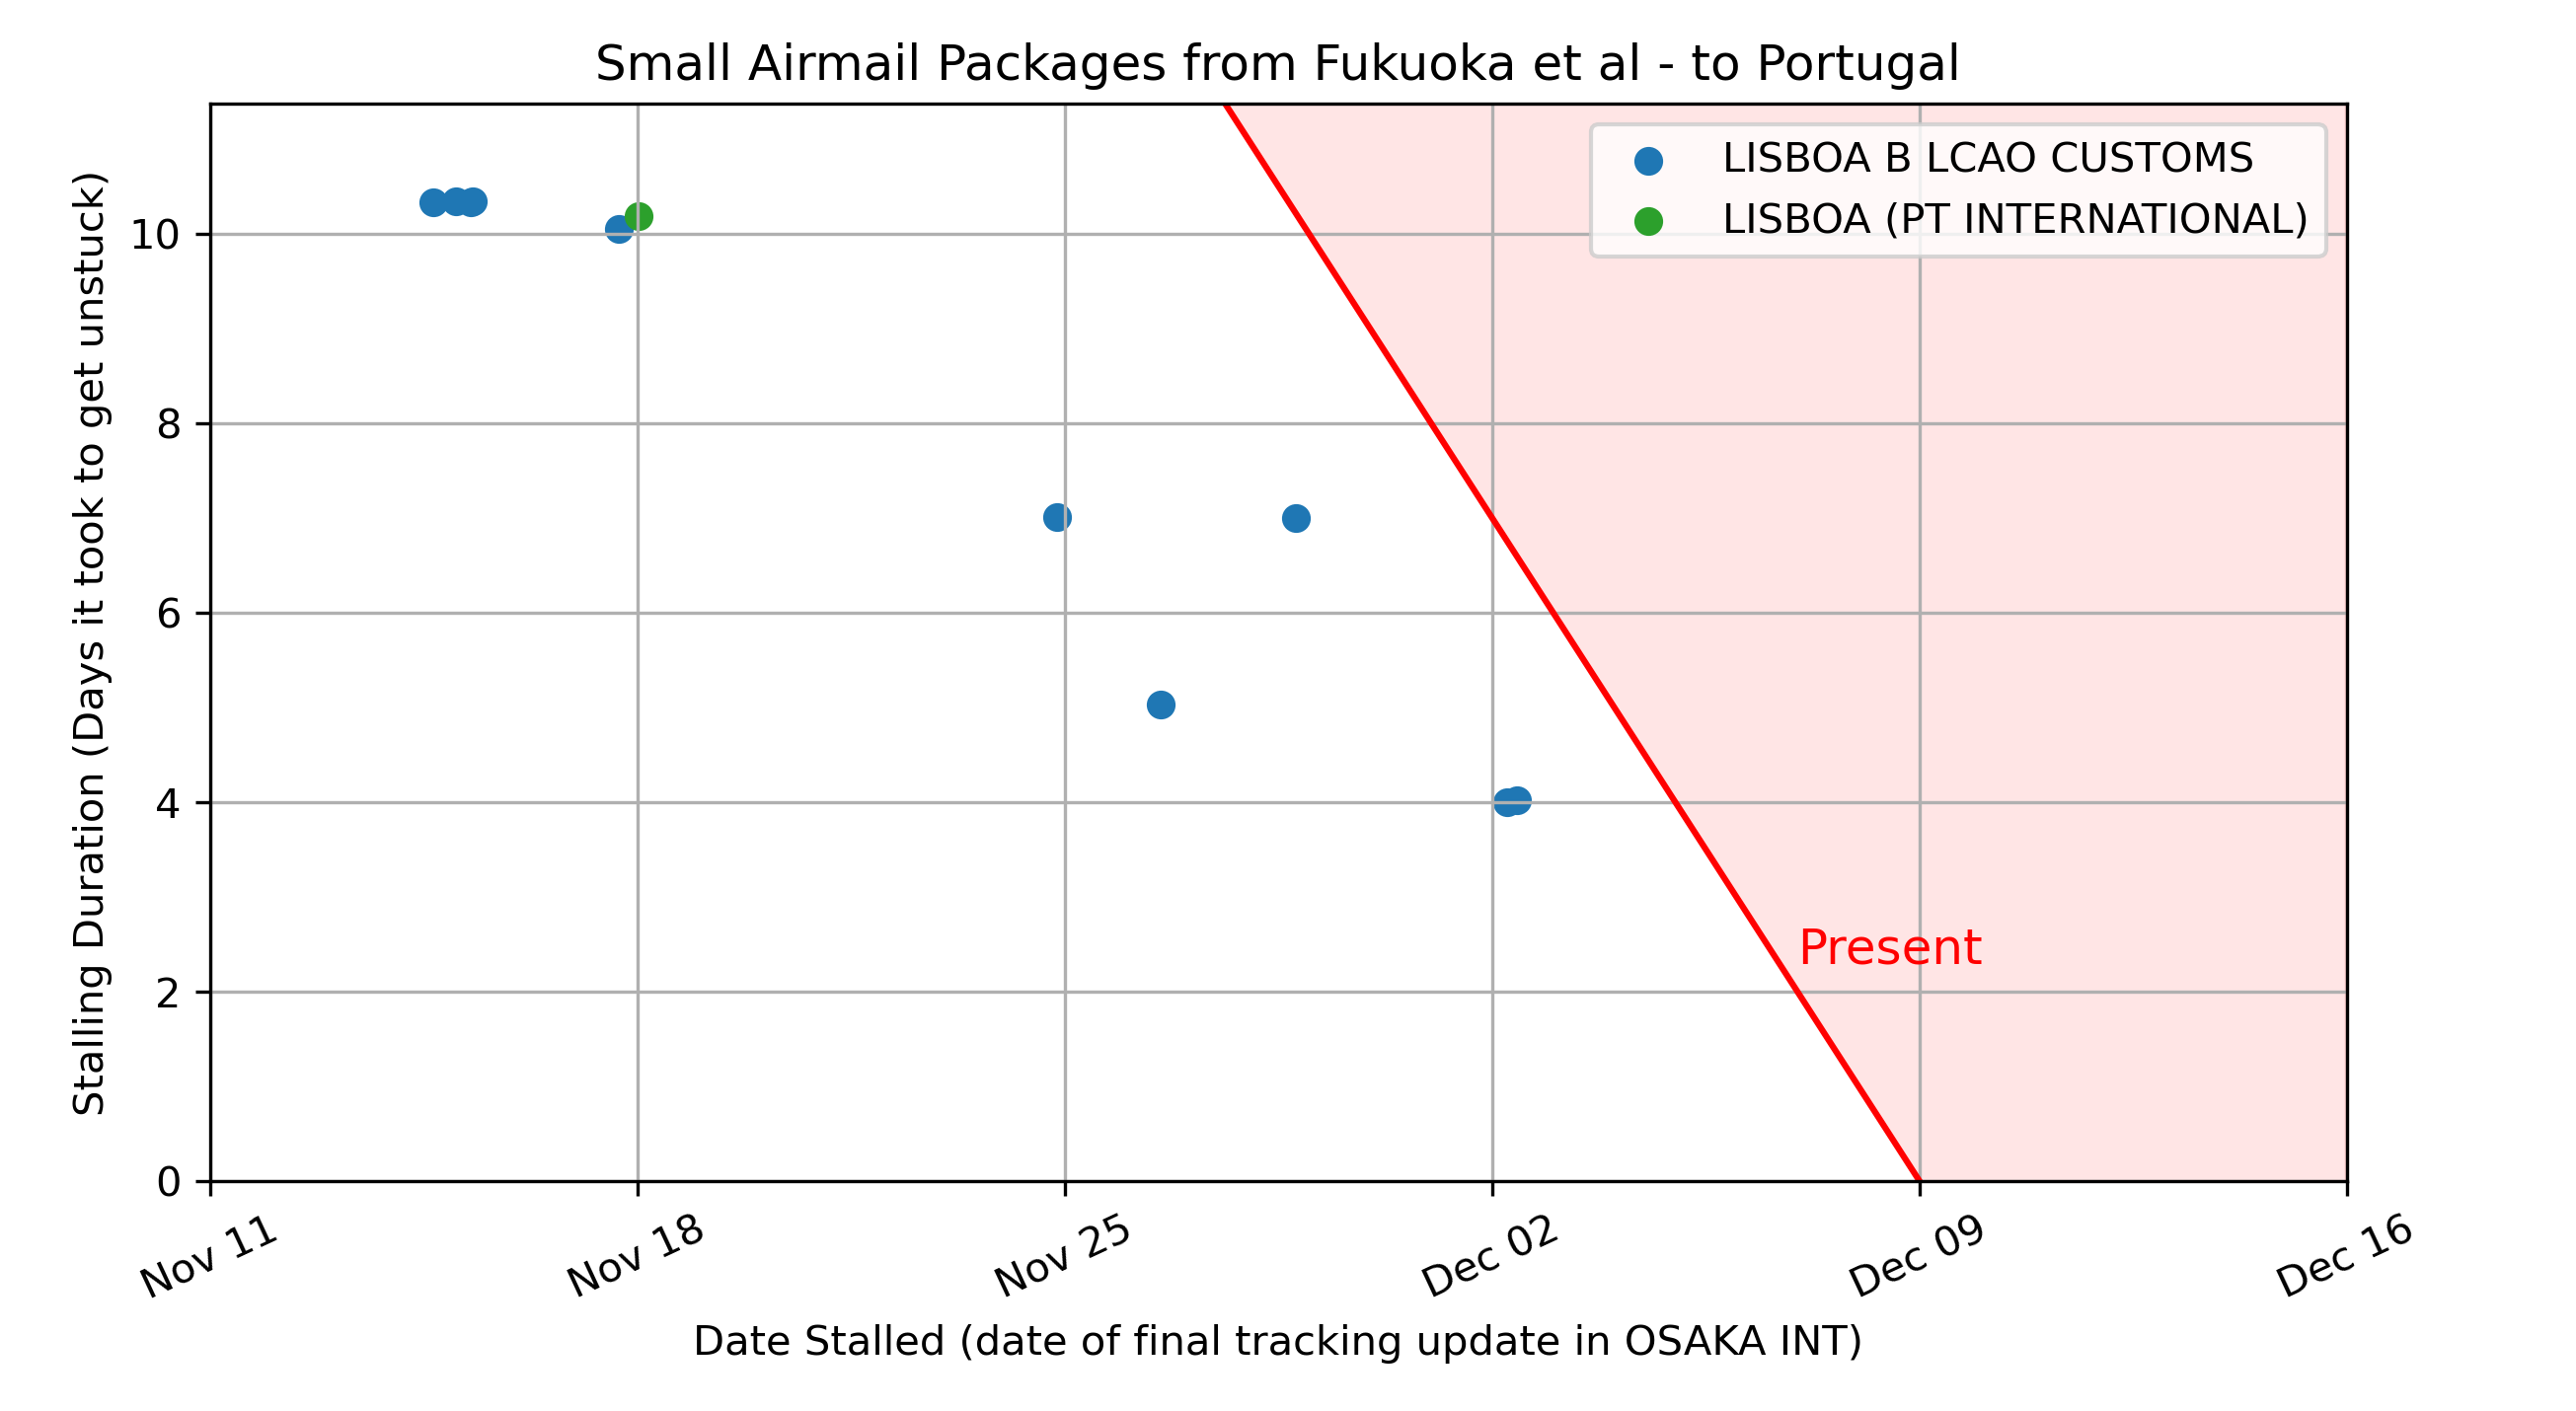 Small Airmail Packages from Fukuoka et al - to Portugal
LISBOA B LCAO CUSTOMS
LISBOA (PT INTERNATIONAL)
Stalling Duration (Days it took to get unstuck)
10
8
6
4
2
0
Present
Nov 11
Nov 18
Nov 25
Dec 02
Dec 09
Dec 16
Date Stalled (date of final tracking update in OSAKA INT)